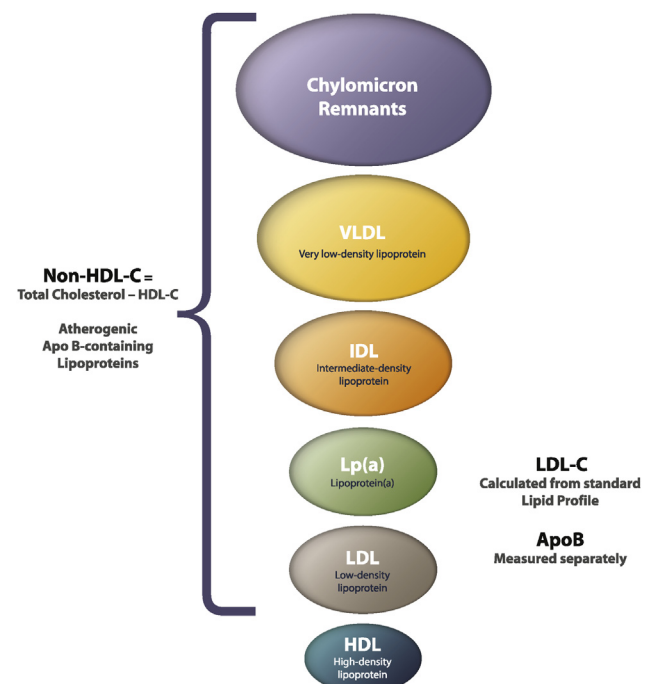 Chylomicron
Remnants
VLDL
Very low-density lipoprotein
Non-HDL-C =
Total Cholesterol – HDL-C
Atherogenic
Apo B-containing
Lipoproteins
IDL
Intermediate-density
lipoprotein
Lp(a)
Lipoprotein(a)
LDL-C
Calculated from standard
Lipid Profile
ApoB
Measured separately
LDL
Low-density
lipoprotein
HDL
High-density
lipoprotein